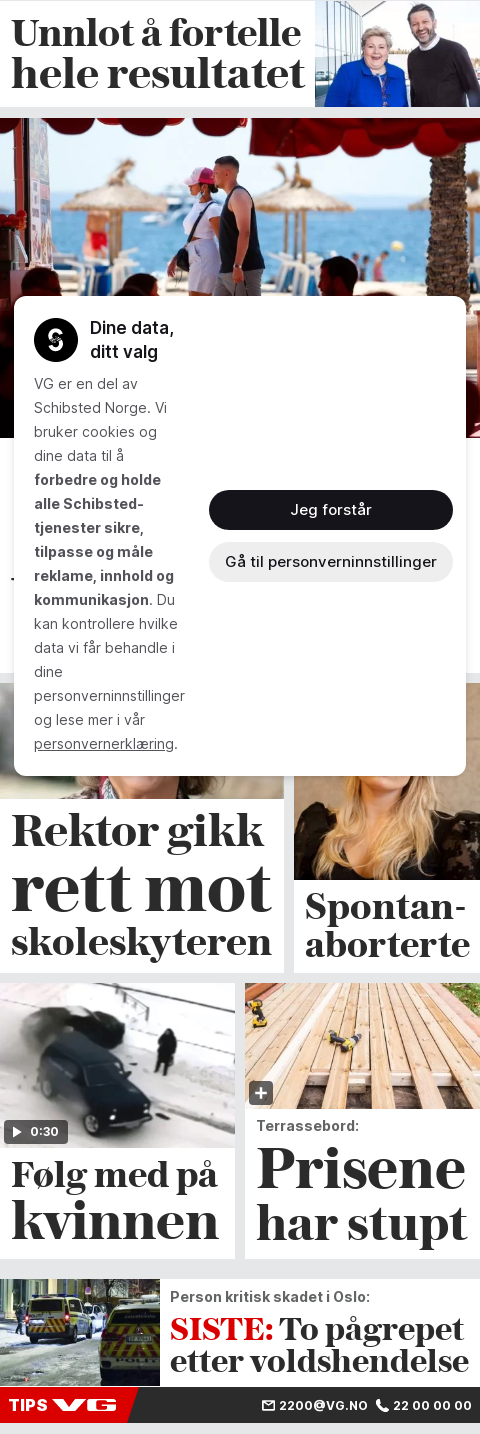 Unnlot å fortelle
hele resultatet
Dine data,
ditt valg
VG er en del av
Schibsted Norge. Vi
bruker cookies og
dine data til å
forbedre og holde
alle Schibsted-
tjenester sikre,
tilpasse og måle
reklame, innhold og
kommunikasjon. Du
kan kontrollere hvilke
data vi får behandle i
dine
personverninnstillinger
og lese mer i vår
personvernerklæring.
Jeg forstår
Gå til personverninnstillinger
Rektor gikk
rett mot
skoleskyteren
Spontan-
aborterte
0:30
Følg med på
kvinnen
Terrassebord:
Prisene
har stupt
Person kritisk skadet i Oslo:
SISTE: To pågrepet
etter voldshendelse
TIPS VG
2200@VG.NO 22 00 00 00